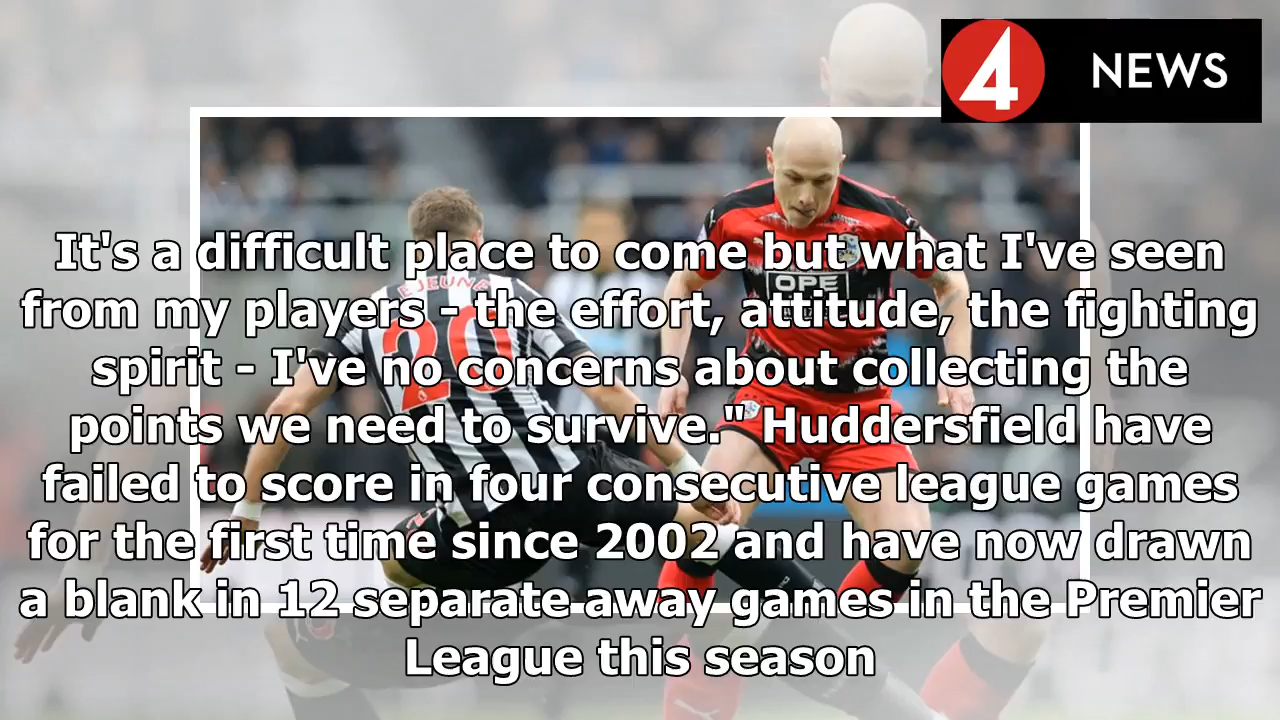 4 NEWS
It's a difficult place to come but what I've seen
from my players - the effort, attitude, the fighting
spirit - I've no concerns about collecting the
points we need to survive." Huddersfield have
failed to score in four consecutive league games
for the first time since 2002 and have now drawn
a blank in 12 separate away games in the Premier
League this season
EJEUNE
20
OPE